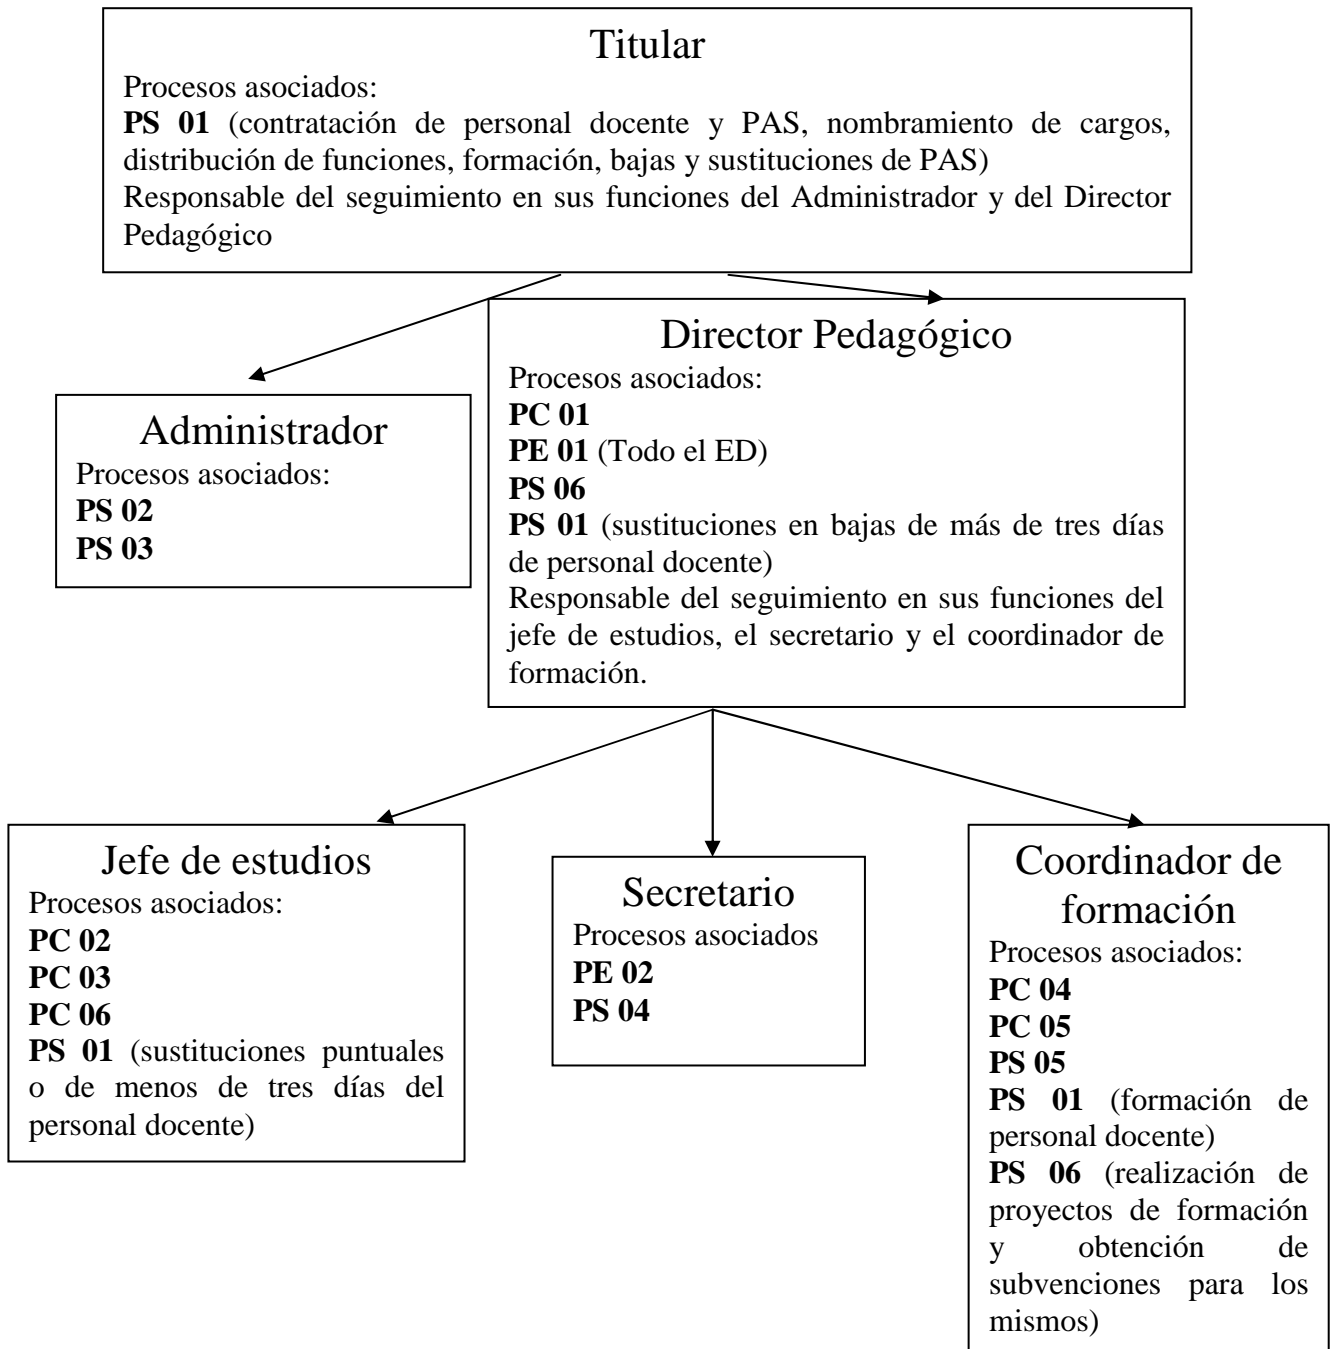 Titular
Procesos asociados:
PS 01 (contratación de personal docente y PAS, nombramiento de cargos,
distribución de funciones, formación, bajas y sustituciones de PAS)
Responsable del seguimiento en sus funciones del Administrador y del Director
Pedagógico
Administrador
Procesos asociados:
PS 02
PS 03
Director Pedagógico
Procesos asociados:
PC 01
PE 01 (Todo el ED)
PS 06
PS 01 (sustituciones en bajas de más de tres días
de personal docente)
Responsable del seguimiento en sus funciones del
jefe de estudios, el secretario y el coordinador de
formación.
Jefe de estudios
Procesos asociados:
PC 02
PC 03
PC 06
PS 01 (sustituciones puntuales
o de menos de tres días del
personal docente)
Secretario
Procesos asociados
PE 02
PS 04
Coordinador de
formación
Procesos asociados:
PC 04
PC 05
PS 05
PS 01 (formación de
personal docente)
PS 06 (realización de
proyectos de formación
y obtención de
subvenciones para los
mismos)